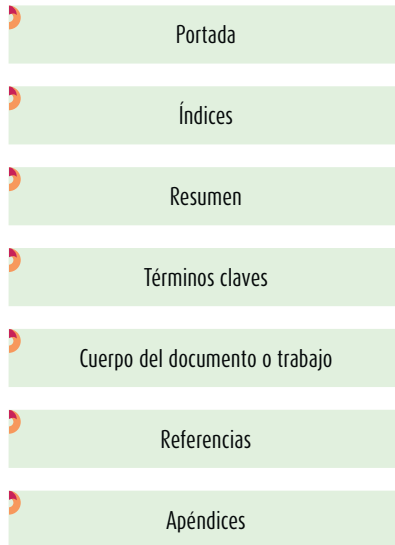 Portada
Índices
Resumen
Términos claves
Cuerpo del documento o trabajo
Referencias
Apéndices